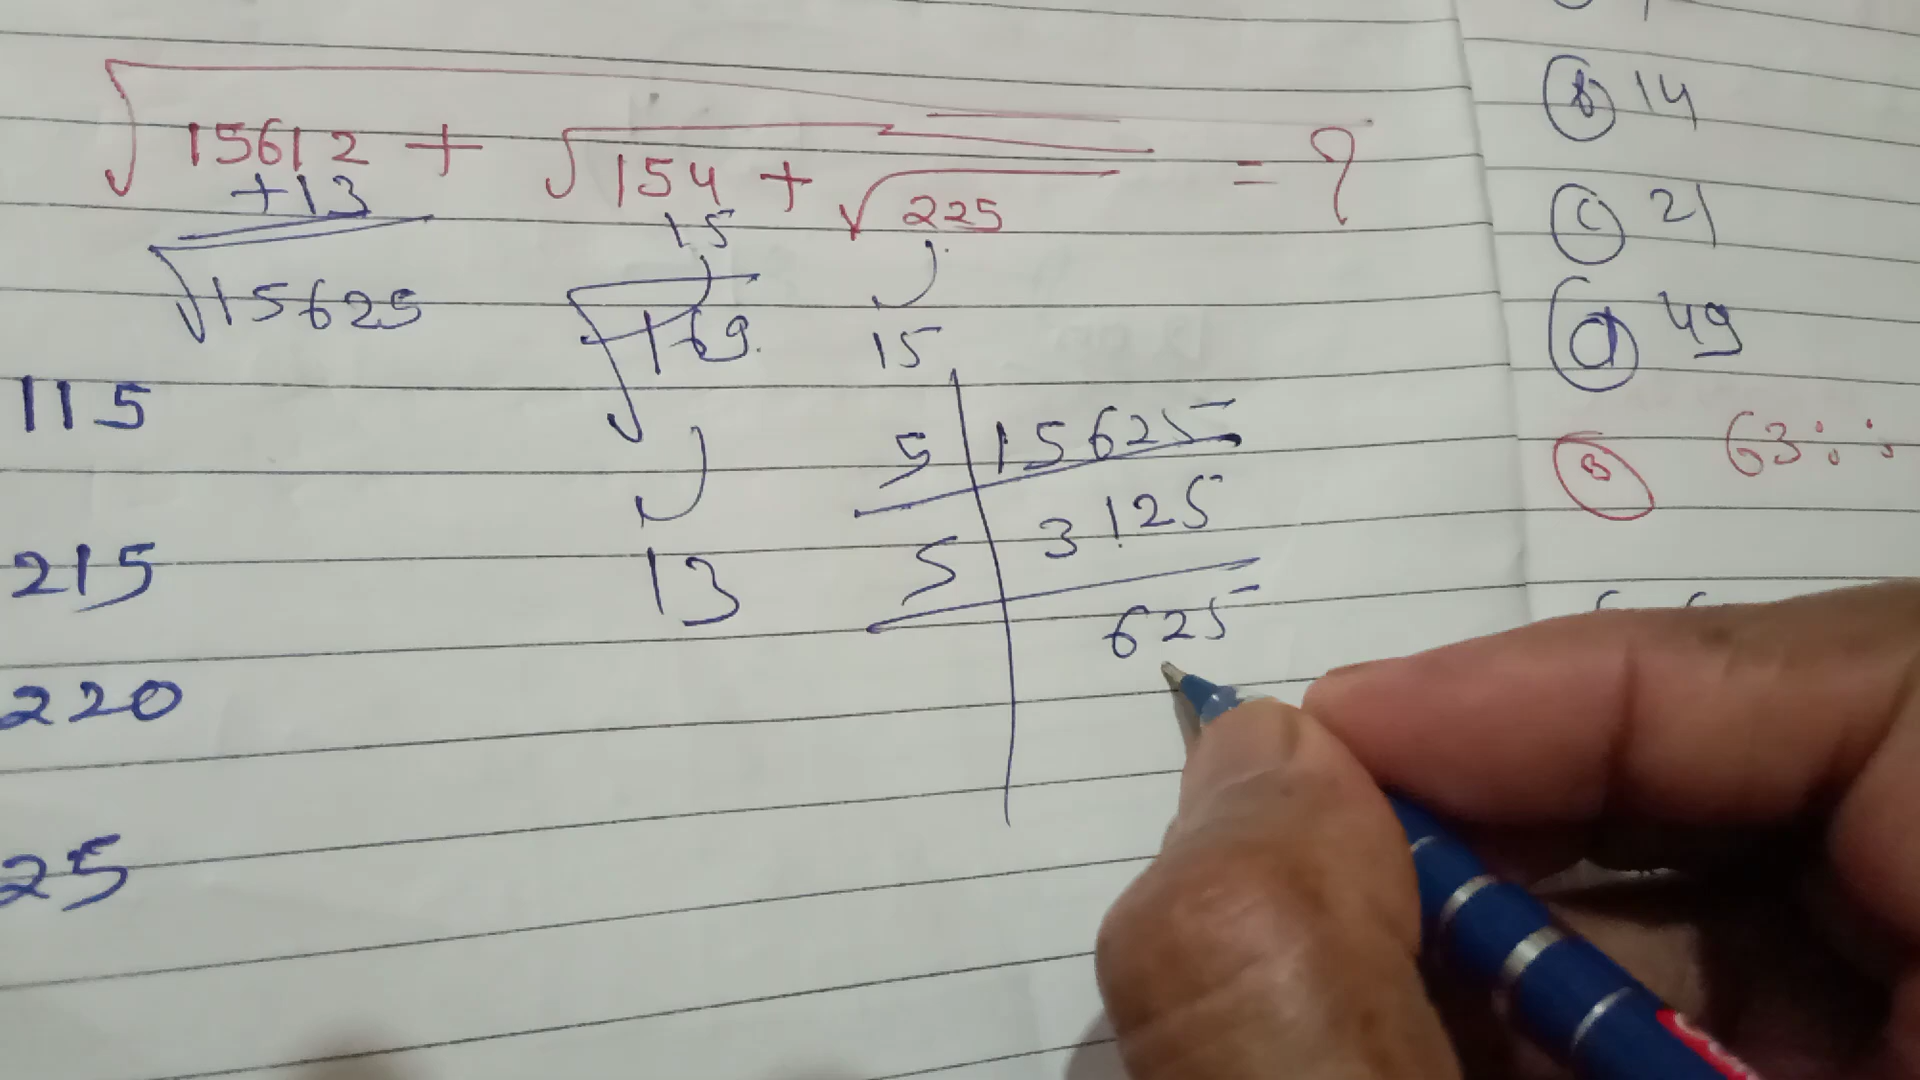 √15612 + √154 + √225 = ?
+13
15
√15625
√169
15
13
5 | 15625
5 | 3125
625
115
215
220
25
14
(c) 21
(d) 49
63